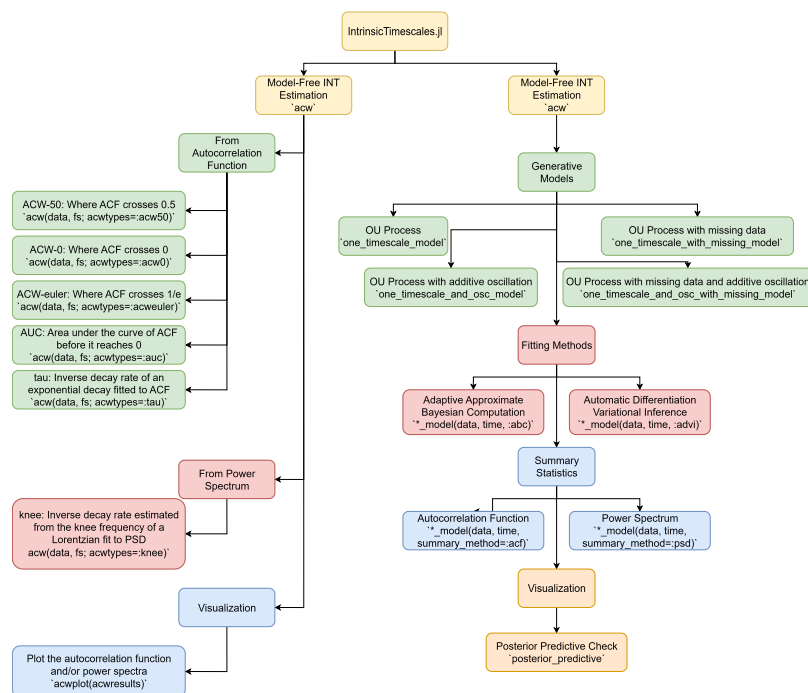 IntrinsicTimescales.jl
Model-Free INT
Estimation
`acw`
From
Autocorrelation
Function
ACW-50: Where ACF crosses 0.5
`acw(data, fs; acwtypes=:acw50)`
ACW-0: Where ACF crosses 0
`acw(data, fs; acwtypes=:acw0)
ACW-euler: Where ACF crosses 1/e
`acw(data, fs; acwtypes=:acweuler)
AUC: Area under the curve of ACF
before it reaches 0
`acw(data, fs; acwtypes=:auc)
tau: Inverse decay rate of an
exponential decay fitted to ACF
`acw(data, fs; acwtypes=:tau)`
From Power
Spectrum
knee: Inverse decay rate estimated
from the knee frequency of a
Lorentzian fit to PSD
acw(data, fs; acwtypes=:knee)`
Visualization
Plot the autocorrelation function
and/or power spectra
`acwplot(acwresults)`
Model-Free INT
Estimation
`acw`
Generative
Models
OU Process
`one_timescale_model`
OU Process with missing data
`one_timescale_with_missing_model`
OU Process with additive oscillation
`one_timescale_and_osc_model`
OU Process with missing data and additive oscillation
`one_timescale_and_osc_with_missing_model`
Fitting Methods
Adaptive Approximate
Bayesian Computation
`*_model(data, time, :abc)`
Automatic Differentiation
Variational Inference
`*_model(data, time, :advi)`
Summary
Statistics
Autocorrelation Function
`*_model(data, time,
summary_method=:acf)`
Power Spectrum
`*_model(data, time,
summary_method=:psd)`
Visualization
Posterior Predictive Check
`posterior_predictive`